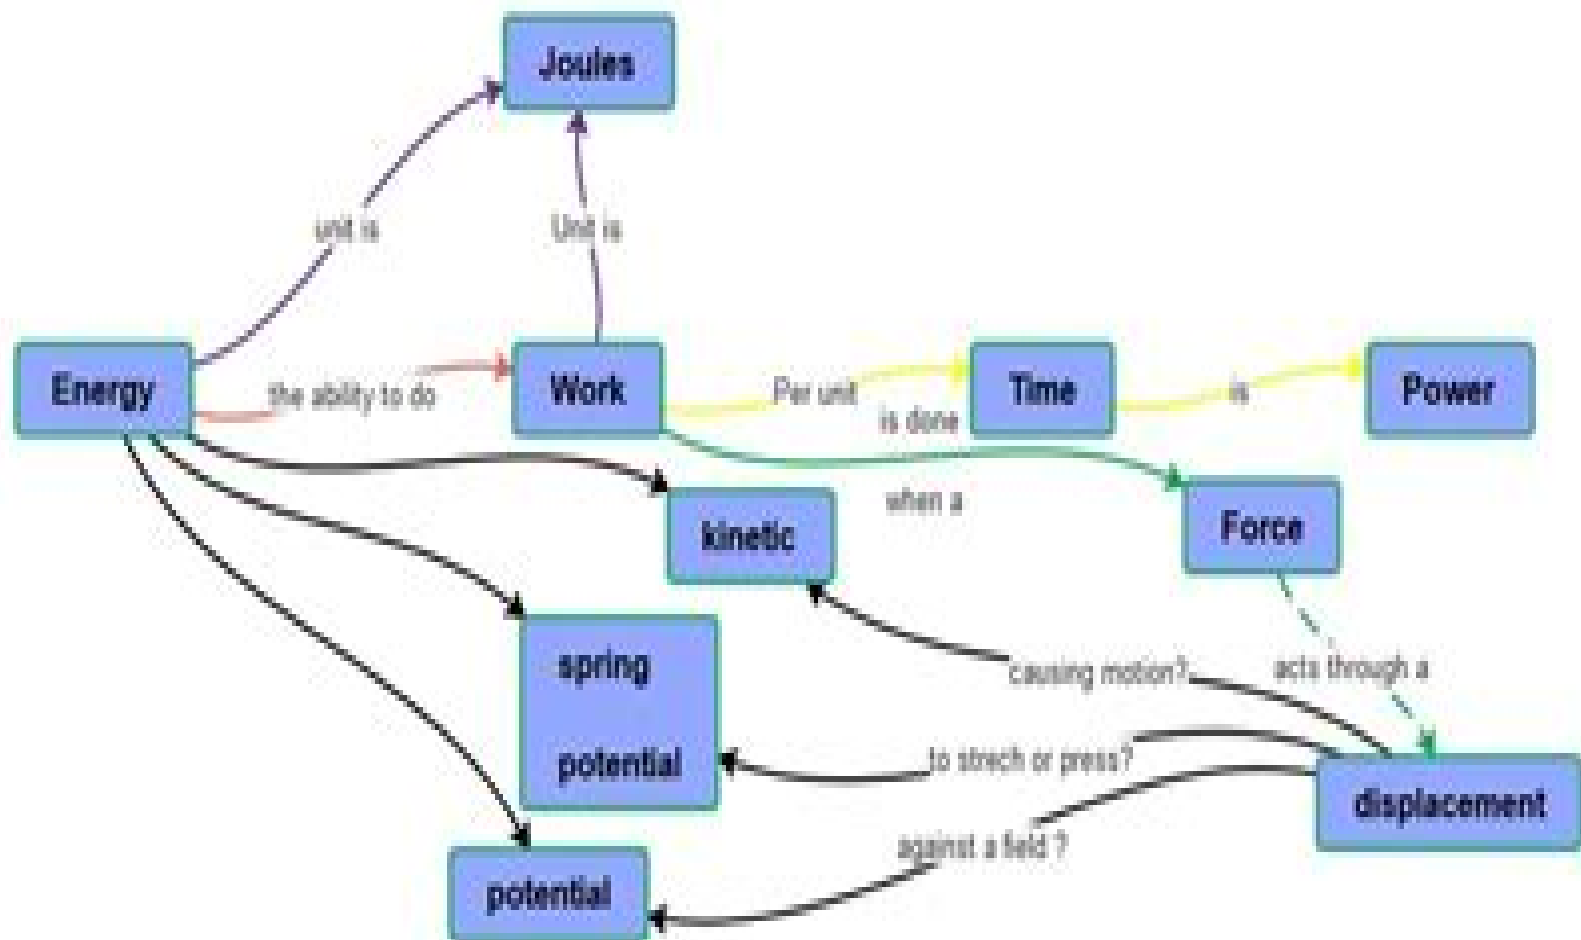 Joules
unit is
Unit is
Energy
the ability to do
Work
Per unit
Time
is
Power
is done
when a
Force
kinetic
acts through a
causing motion?
spring
potential
to strech or press?
displacement
against a field ?
potential